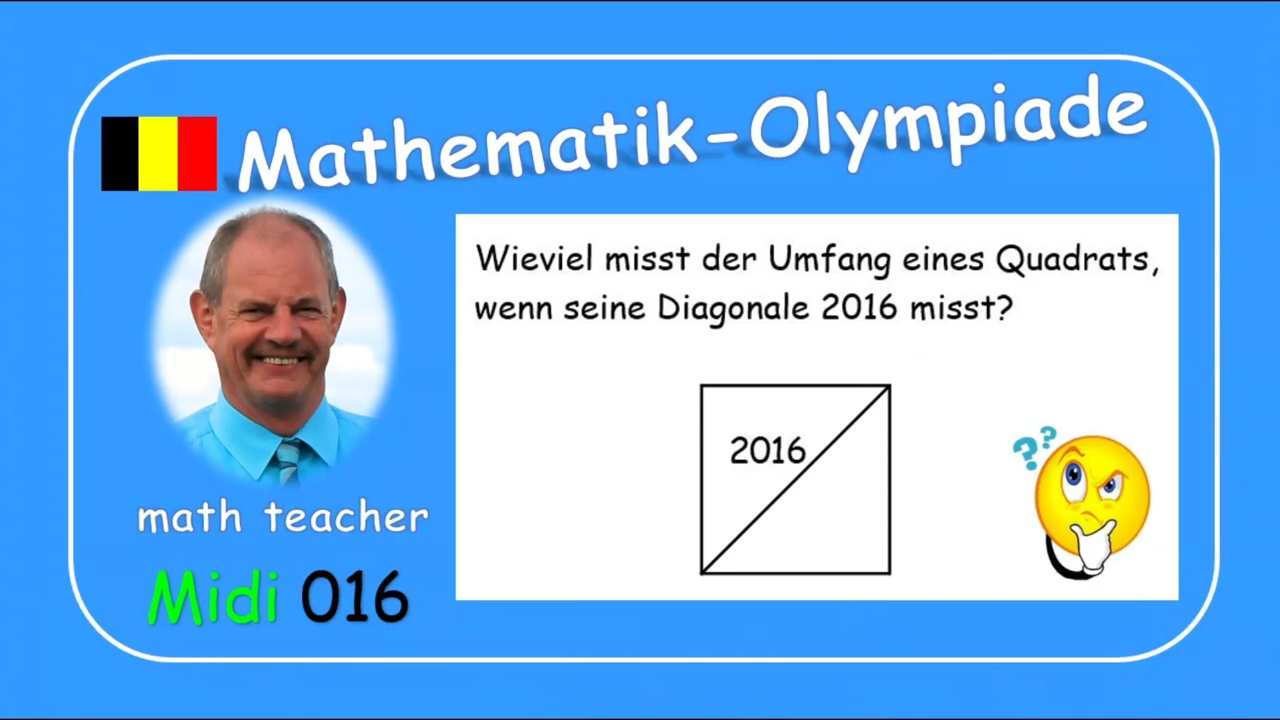 Mathematik-Olympiade
Wieviel misst der Umfang eines Quadrats,
wenn seine Diagonale 2016 misst?
2016
??
math teacher
Midi 016